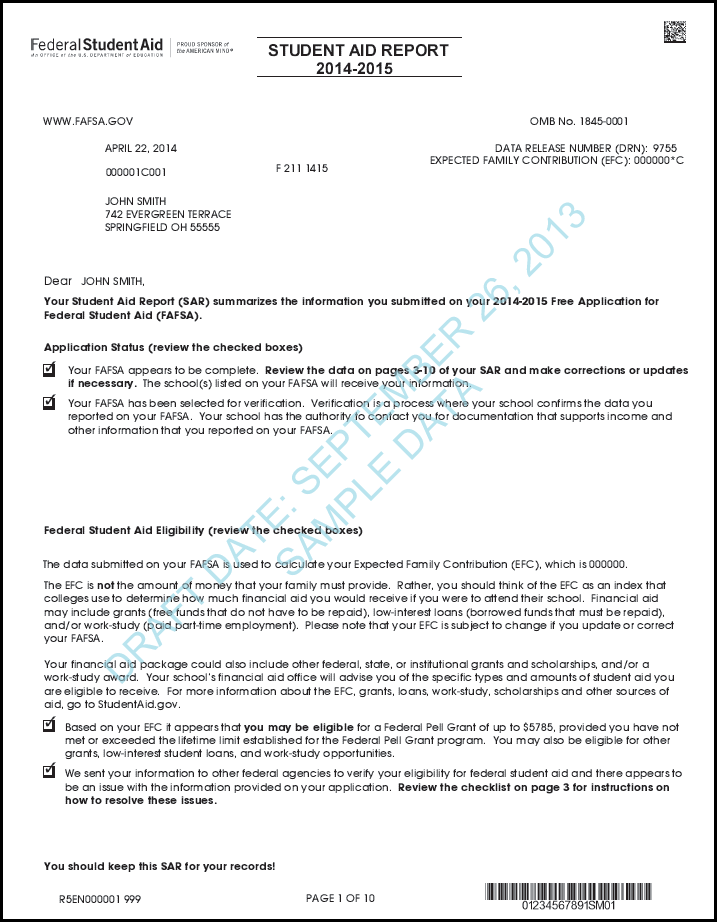 Federal Student Aid
An OFFICE of the U.S. DEPARTMENT of EDUCATION
PROUD SPONSOR of
the AMERICAN MIND®
STUDENT AID REPORT
2014-2015
WWW.FAFSA.GOV
OMB No. 1845-0001
APRIL 22, 2014
DATA RELEASE NUMBER (DRN): 9755
000001C001
F 211 1415
EXPECTED FAMILY CONTRIBUTION (EFC): 000000*C
JOHN SMITH
742 EVERGREEN TERRACE
SPRINGFIELD OH 55555
Dear JOHN SMITH,
Your Student Aid Report (SAR) summarizes the information you submitted on your 2014-2015 Free Application for
Federal Student Aid (FAFSA).
Application Status (review the checked boxes)
Your FAFSA appears to be complete. Review the data on pages 3-10 of your SAR and make corrections or updates
if necessary. The school(s) listed on your FAFSA will receive your information.
Your FAFSA has been selected for verification. Verification is a process where your school confirms the data you
reported on your FAFSA. Your school has the authority to contact you for documentation that supports income and
other information that you reported on your FAFSA.
DRAFT DATE: SEPTEMBER 26, 2013
SAMPLE DATA
Federal Student Aid Eligibility (review the checked boxes)
The data submitted on your FAFSA is used to calculate your Expected Family Contribution (EFC), which is 000000.
The EFC is not the amount of money that your family must provide. Rather, you should think of the EFC as an index that
colleges use to determine how much financial aid you would receive if you were to attend their school. Financial aid
may include grants (free funds that do not have to be repaid), low-interest loans (borrowed funds that must be repaid),
and/or work-study (paid part-time employment). Please note that your EFC is subject to change if you update or correct
your FAFSA.
Your financial aid package could also include other federal, state, or institutional grants and scholarships, and/or a
work-study award. Your school's financial aid office will advise you of the specific types and amounts of student aid you
are eligible to receive. For more information about the EFC, grants, loans, work-study, scholarships and other sources of
aid, go to StudentAid.gov.
Based on your EFC it appears that you may be eligible for a Federal Pell Grant of up to $5785, provided you have not
met or exceeded the lifetime limit established for the Federal Pell Grant program. You may also be eligible for other
grants, low-interest student loans, and work-study opportunities.
We sent your information to other federal agencies to verify your eligibility for federal student aid and there appears to
be an issue with the information provided on your application. Review the checklist on page 3 for instructions on
how to resolve these issues.
You should keep this SAR for your records!
R5EN000001 999
PAGE 1 OF 10
01234567891SM01